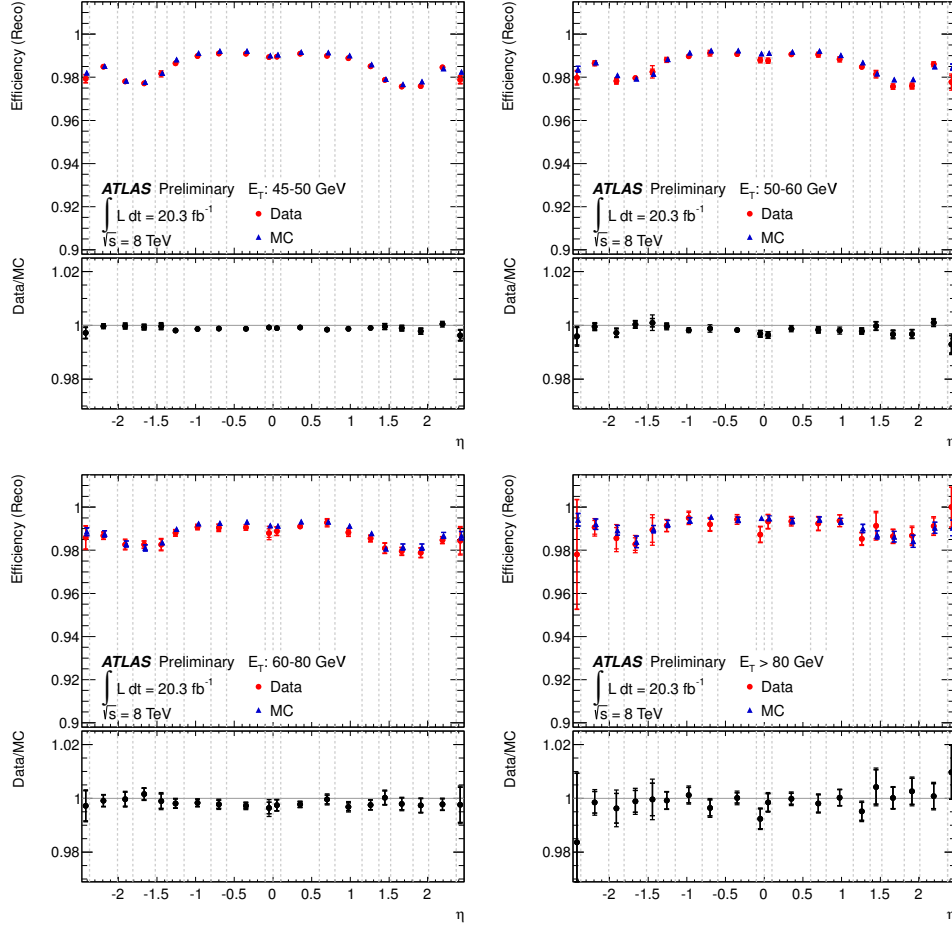 Efficiency (Reco)
1
0.98
0.96
0.94
0.92
0.9
ATLAS Preliminary E_T: 45-50 GeV
∫ L dt = 20.3 fb⁻¹
√s = 8 TeV
Data
MC
Data/MC
1.02
1
0.98
-2 -1.5 -1 -0.5 0 0.5 1 1.5 2
η
Efficiency (Reco)
1
0.98
0.96
0.94
0.92
0.9
ATLAS Preliminary E_T: 50-60 GeV
∫ L dt = 20.3 fb⁻¹
√s = 8 TeV
Data
MC
Data/MC
1.02
1
0.98
-2 -1.5 -1 -0.5 0 0.5 1 1.5 2
η
Efficiency (Reco)
1
0.98
0.96
0.94
0.92
0.9
ATLAS Preliminary E_T: 60-80 GeV
∫ L dt = 20.3 fb⁻¹
√s = 8 TeV
Data
MC
Data/MC
1.02
1
0.98
-2 -1.5 -1 -0.5 0 0.5 1 1.5 2
η
Efficiency (Reco)
1
0.98
0.96
0.94
0.92
0.9
ATLAS Preliminary E_T > 80 GeV
∫ L dt = 20.3 fb⁻¹
√s = 8 TeV
Data
MC
Data/MC
1.02
1
0.98
-2 -1.5 -1 -0.5 0 0.5 1 1.5 2
η